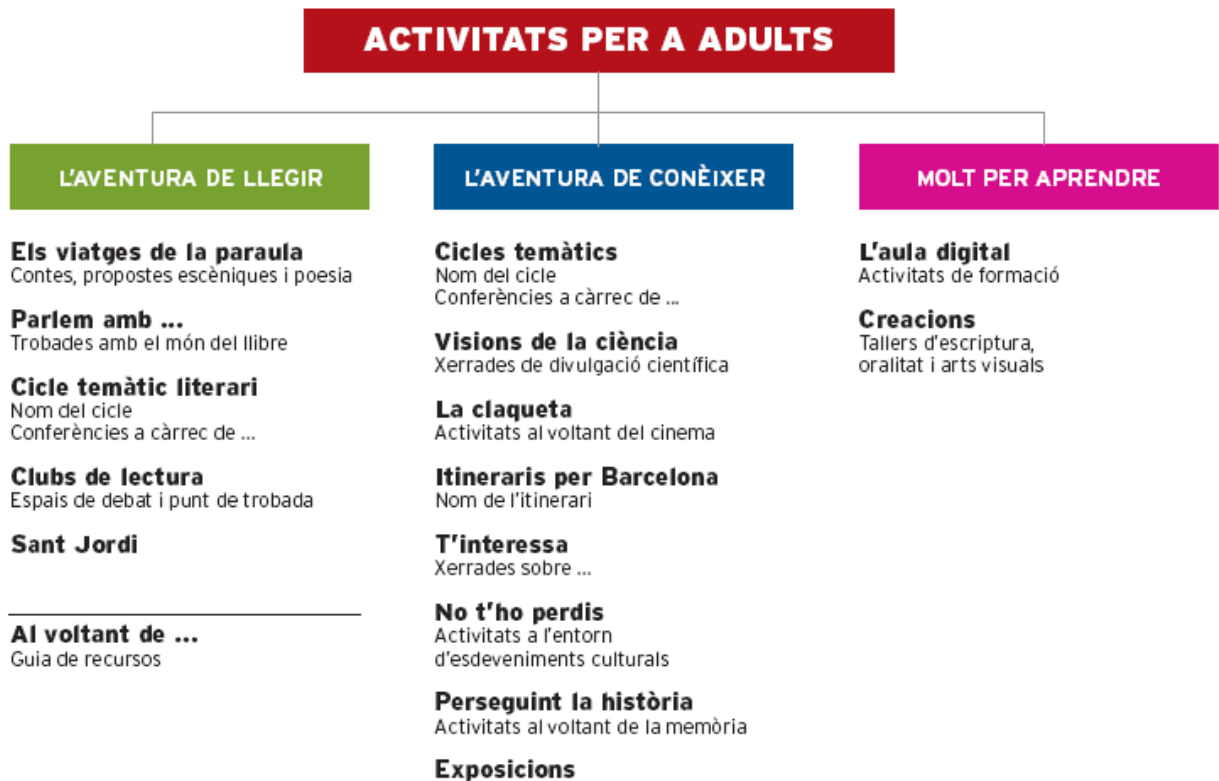 ACTIVITATS PER A ADULTS
L'AVENTURA DE LLEGIR
Els viatges de la paraula
Contes, propostes escèniques i poesia
Parlem amb ...
Trobades amb el món del llibre
Cicle temàtic literari
Nom del cicle
Conferències a càrrec de ...
Clubs de lectura
Espais de debat i punt de trobada
Sant Jordi
Al voltant de ...
Guia de recursos
L'AVENTURA DE CONÈIXER
Cicles temàtics
Nom del cicle
Conferències a càrrec de ...
Visions de la ciència
Xerrades de divulgació científica
La claqueta
Activitats al voltant del cinema
Itineraris per Barcelona
Nom de l'itinerari
T'interessa
Xerrades sobre ...
No t'ho perdis
Activitats a l'entorn
d'esdeveniments culturals
Perseguint la història
Activitats al voltant de la memòria
Exposicions
MOLT PER APRENDRE
L'aula digital
Activitats de formació
Creacions
Tallers d'escriptura,
oralitat i arts visuals